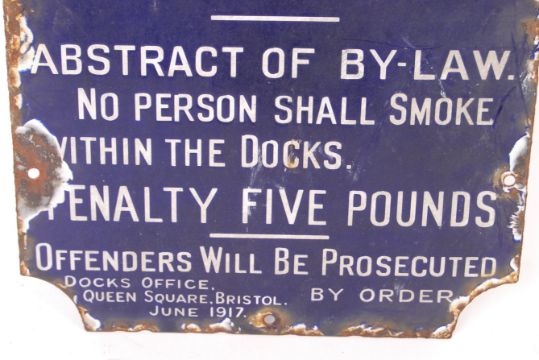 ABSTRACT OF BY-LAW.
NO PERSON SHALL SMOKE
WITHIN THE DOCKS.
PENALTY FIVE POUNDS
OFFENDERS WILL BE PROSECUTED
DOCKS OFFICE,
QUEEN SQUARE, BRISTOL. BY ORDER
JUNE 1917.